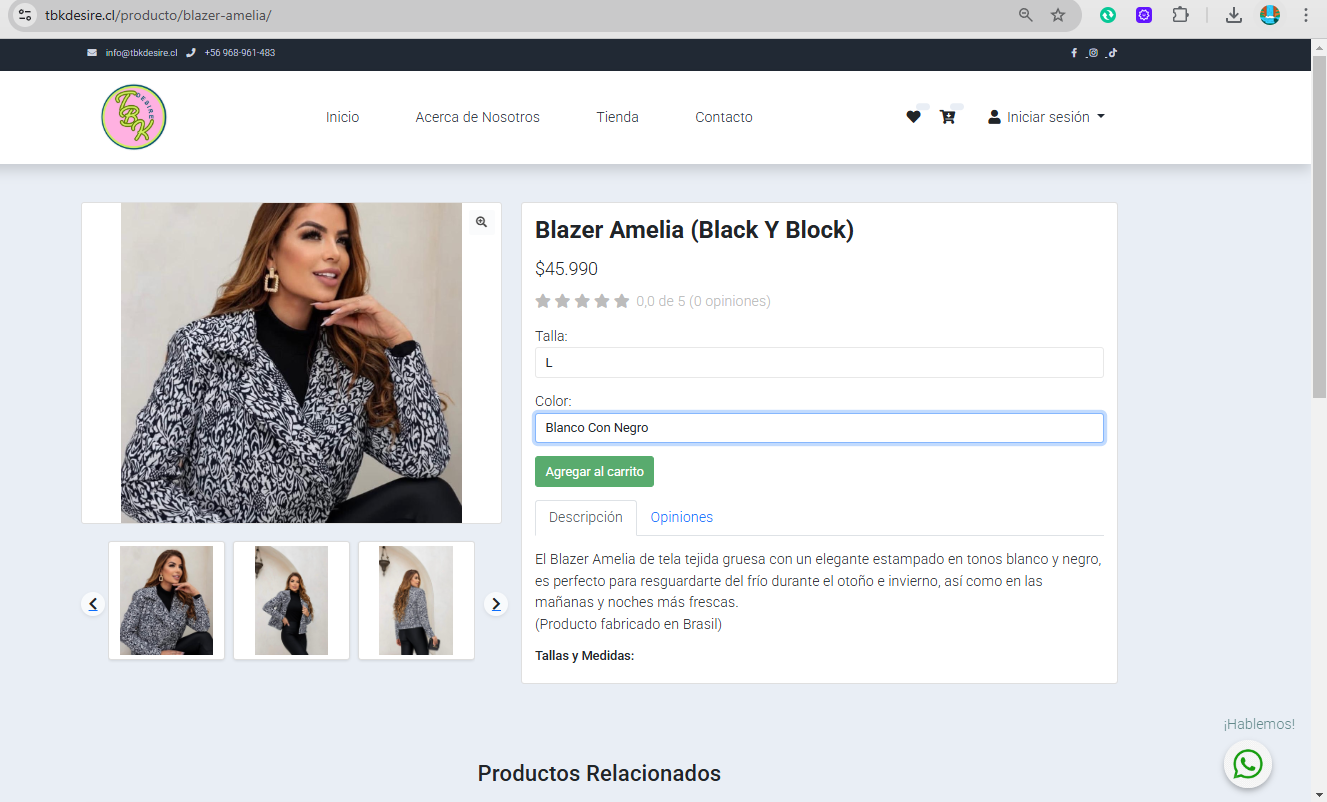 tbkdesire.cl/producto/blazer-amelia/
info@tbkdesire.cl +56 968-961-483
TBK DESIRE
Inicio Acerca de Nosotros Tienda Contacto Iniciar sesión
Blazer Amelia (Black Y Block)
$45.990
0,0 de 5 (0 opiniones)
Talla:
L
Color:
Blanco Con Negro
Agregar al carrito
Descripción Opiniones
El Blazer Amelia de tela tejida gruesa con un elegante estampado en tonos blanco y negro,
es perfecto para resguardarte del frío durante el otoño e invierno, así como en las
mañanas y noches más frescas.
(Producto fabricado en Brasil)
Tallas y Medidas:
¡Hablemos!
Productos Relacionados